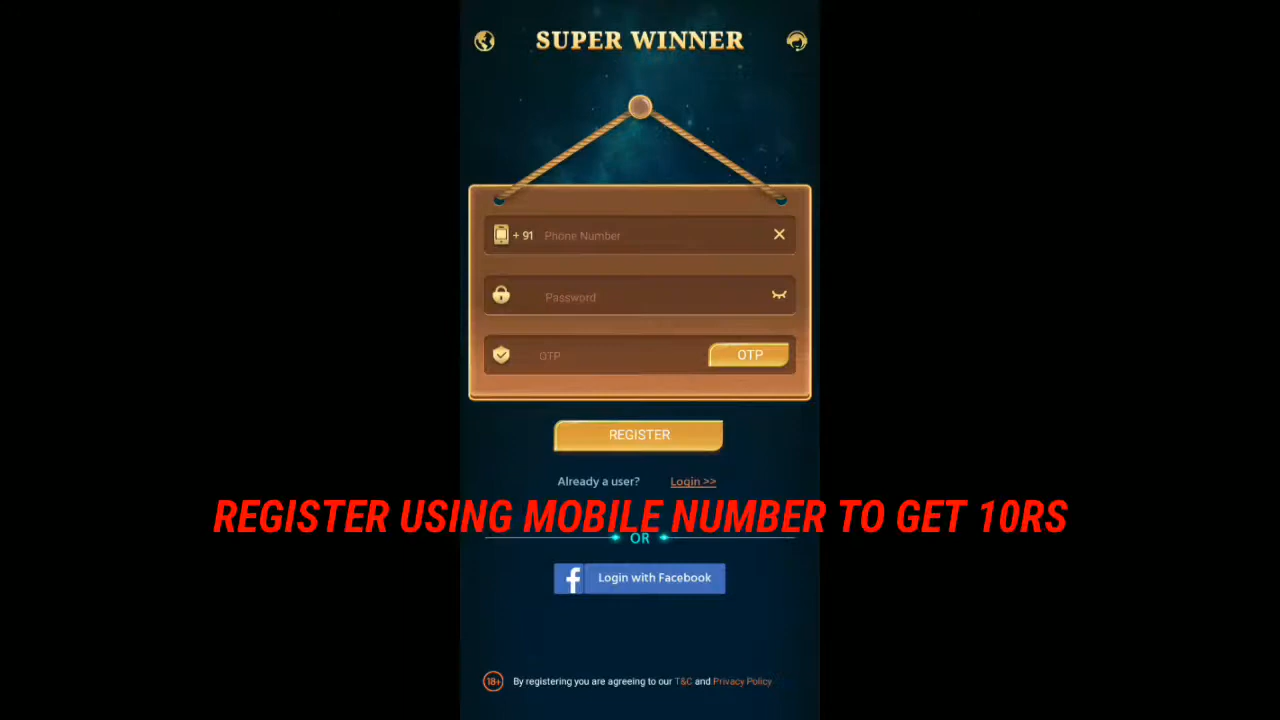 SUPER WINNER
+ 91 Phone Number
Password
OTP OTP
REGISTER
Already a user? Login >>
REGISTER USING MOBILE NUMBER TO GET 10RS
OR
f Login with Facebook
18+ By registering you are agreeing to our T&C and Privacy Policy